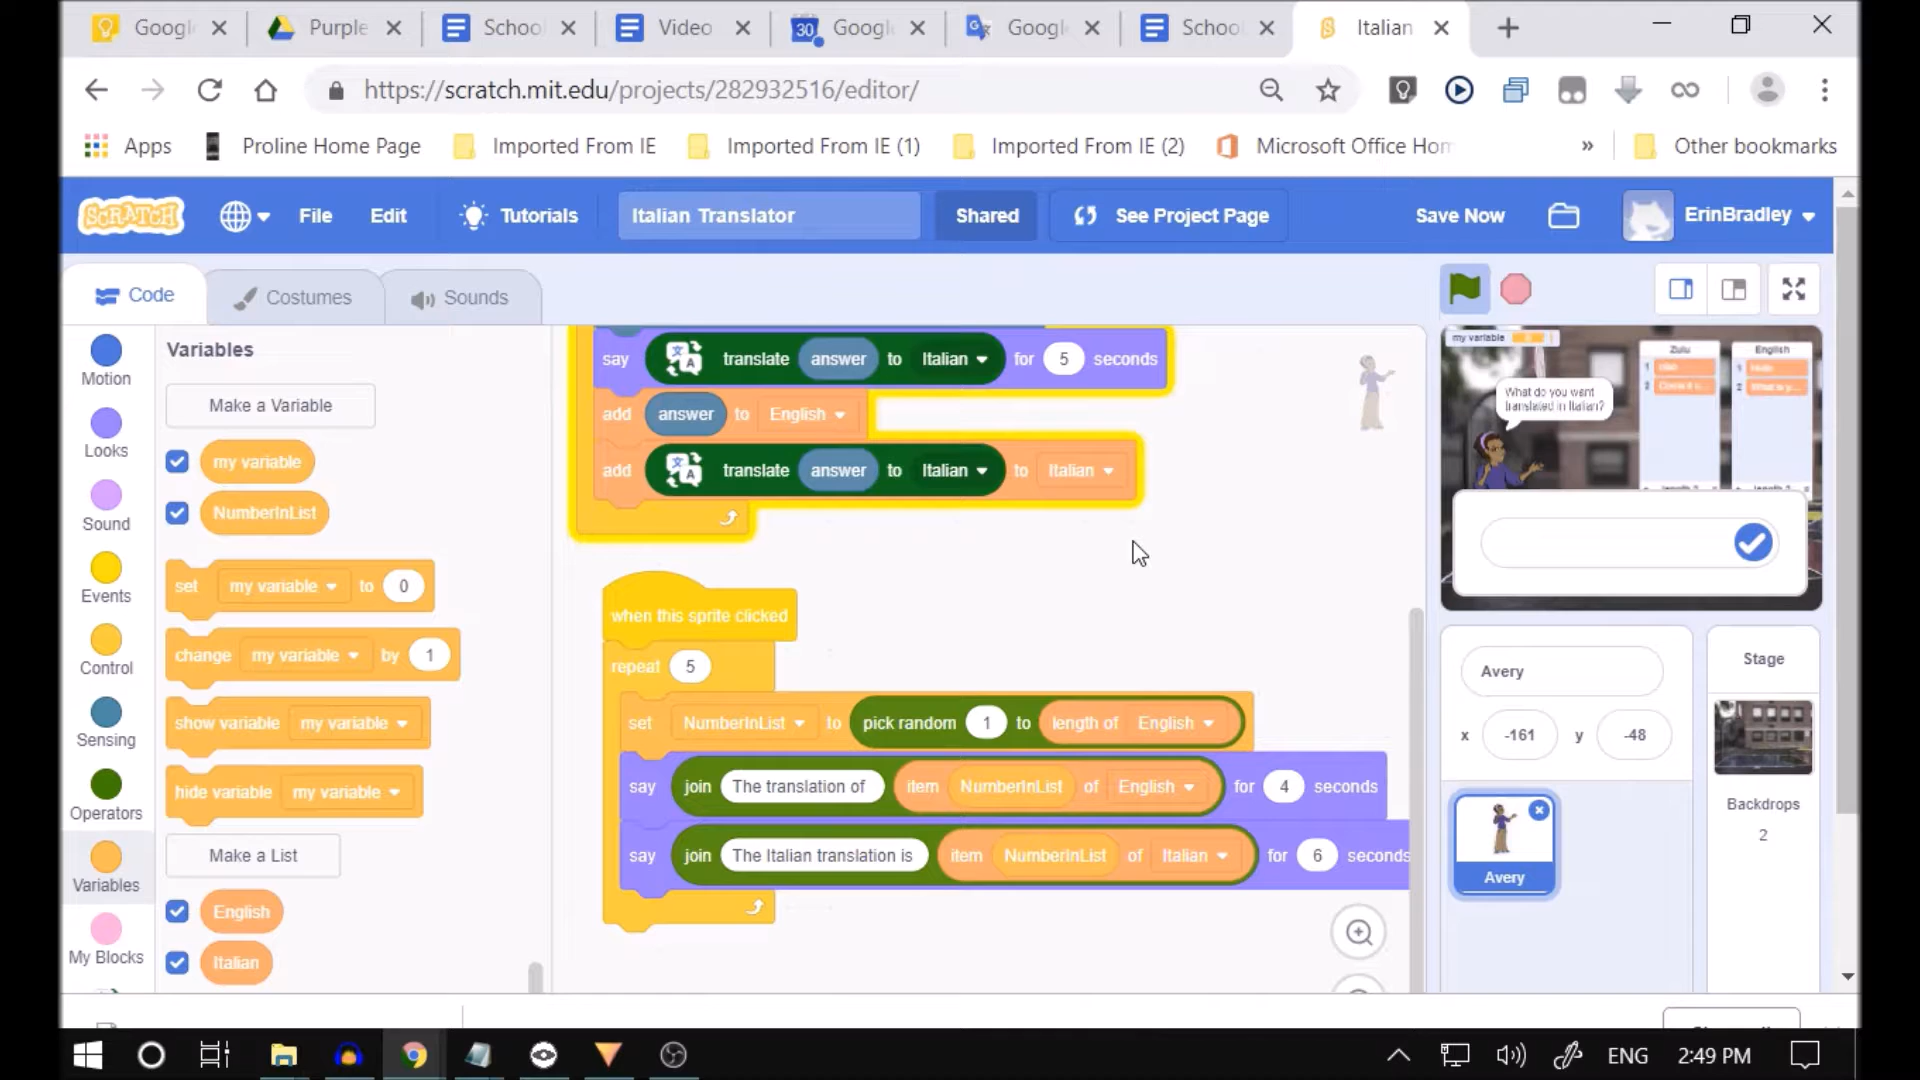 Googl
Purple
Schoo
Video
Googl
Googl
Schoo
Italian
https://scratch.mit.edu/projects/282932516/editor/
Apps
Proline Home Page
Imported From IE
Imported From IE (1)
Imported From IE (2)
Microsoft Office Hom
»
Other bookmarks
SCRATCH
File
Edit
Tutorials
Italian Translator
Shared
See Project Page
Save Now
ErinBradley
Code
Costumes
Sounds
Motion
Looks
Sound
Events
Control
Sensing
Operators
Variables
My Blocks
Variables
Make a Variable
my variable
NumberInList
set my variable to 0
change my variable by 1
show variable my variable
hide variable my variable
Make a List
English
Italian
say translate answer to Italian for 5 seconds
add answer to English
add translate answer to Italian to Italian
when this sprite clicked
repeat 5
set NumberInList to pick random 1 to length of English
say join The translation of item NumberInList of English for 4 seconds
say join The Italian translation is item NumberInList of Italian for 6 seconds
my variable
Zulu
English
1
2
1
2
What do you want
translated in Italian?
Avery
x -161 y -48
Avery
Stage
Backdrops
2
ENG
2:49 PM